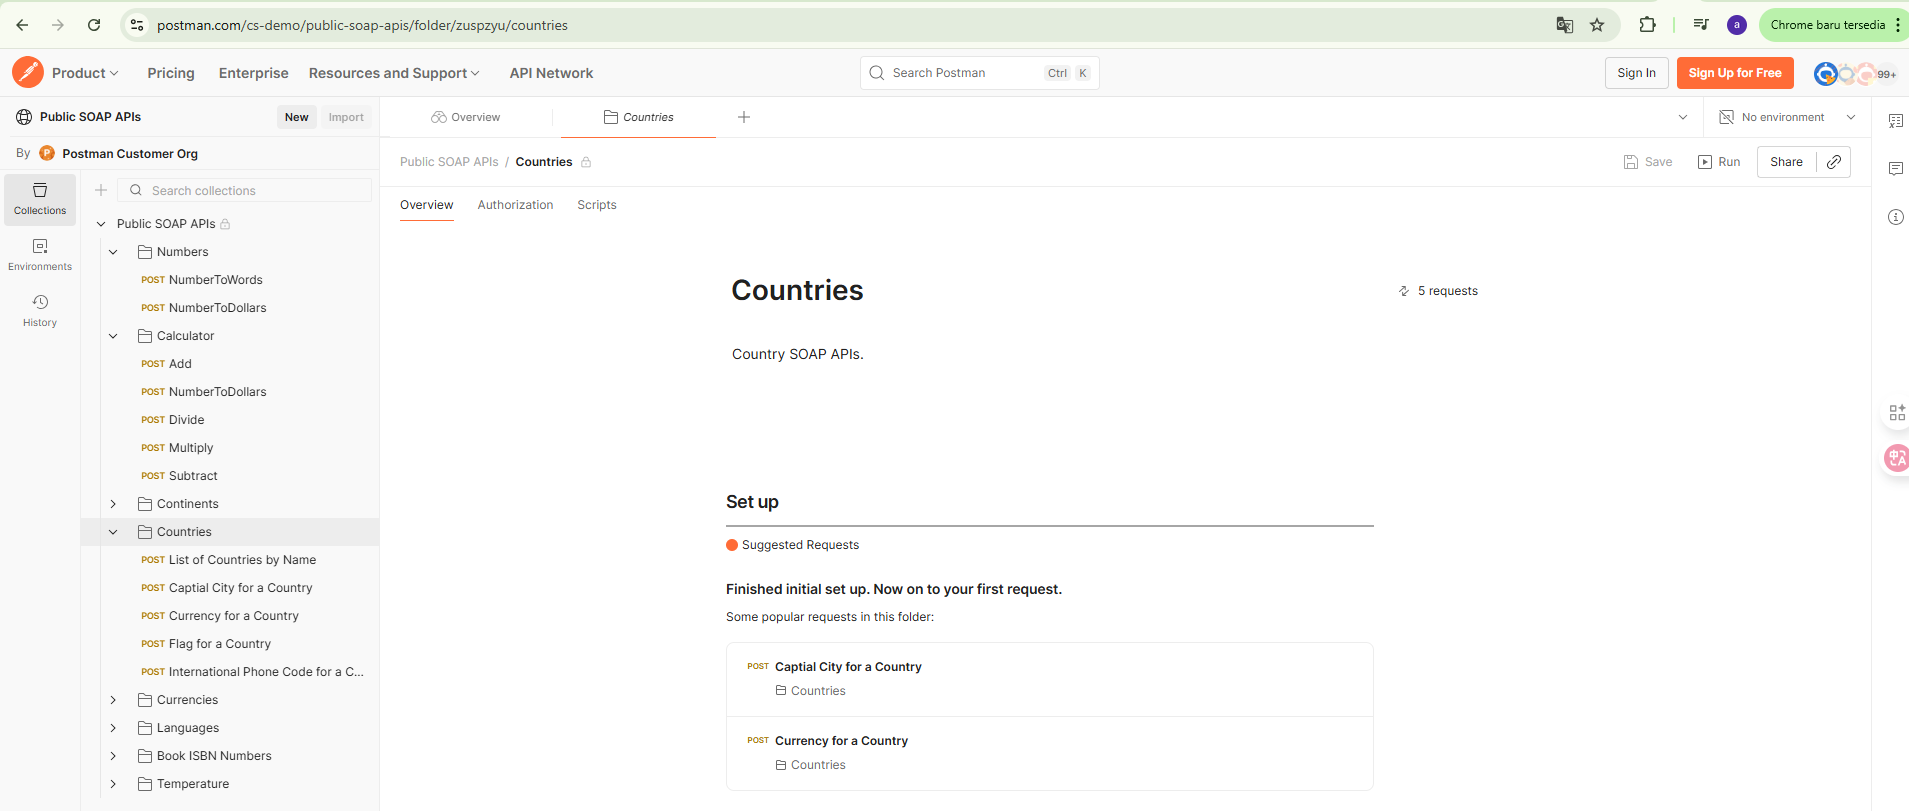 postman.com/cs-demo/public-soap-apis/folder/zuspzyu/countries
a
Chrome baru tersedia
Product
Pricing
Enterprise
Resources and Support
API Network
Search Postman
Ctrl K
Sign In
Sign Up for Free
99+
Public SOAP APIs
New
Import
By P Postman Customer Org
Collections
Environments
History
Search collections
Public SOAP APIs
Numbers
POST NumberToWords
POST NumberToDollars
Calculator
POST Add
POST NumberToDollars
POST Divide
POST Multiply
POST Subtract
Continents
Countries
POST List of Countries by Name
POST Captial City for a Country
POST Currency for a Country
POST Flag for a Country
POST International Phone Code for a C...
Currencies
Languages
Book ISBN Numbers
Temperature
Overview
Countries
No environment
Public SOAP APIs / Countries
Save
Run
Share
Overview
Authorization
Scripts
Countries
5 requests
Country SOAP APIs.
Set up
Suggested Requests
Finished initial set up. Now on to your first request.
Some popular requests in this folder:
POST Captial City for a Country
Countries
POST Currency for a Country
Countries
中A